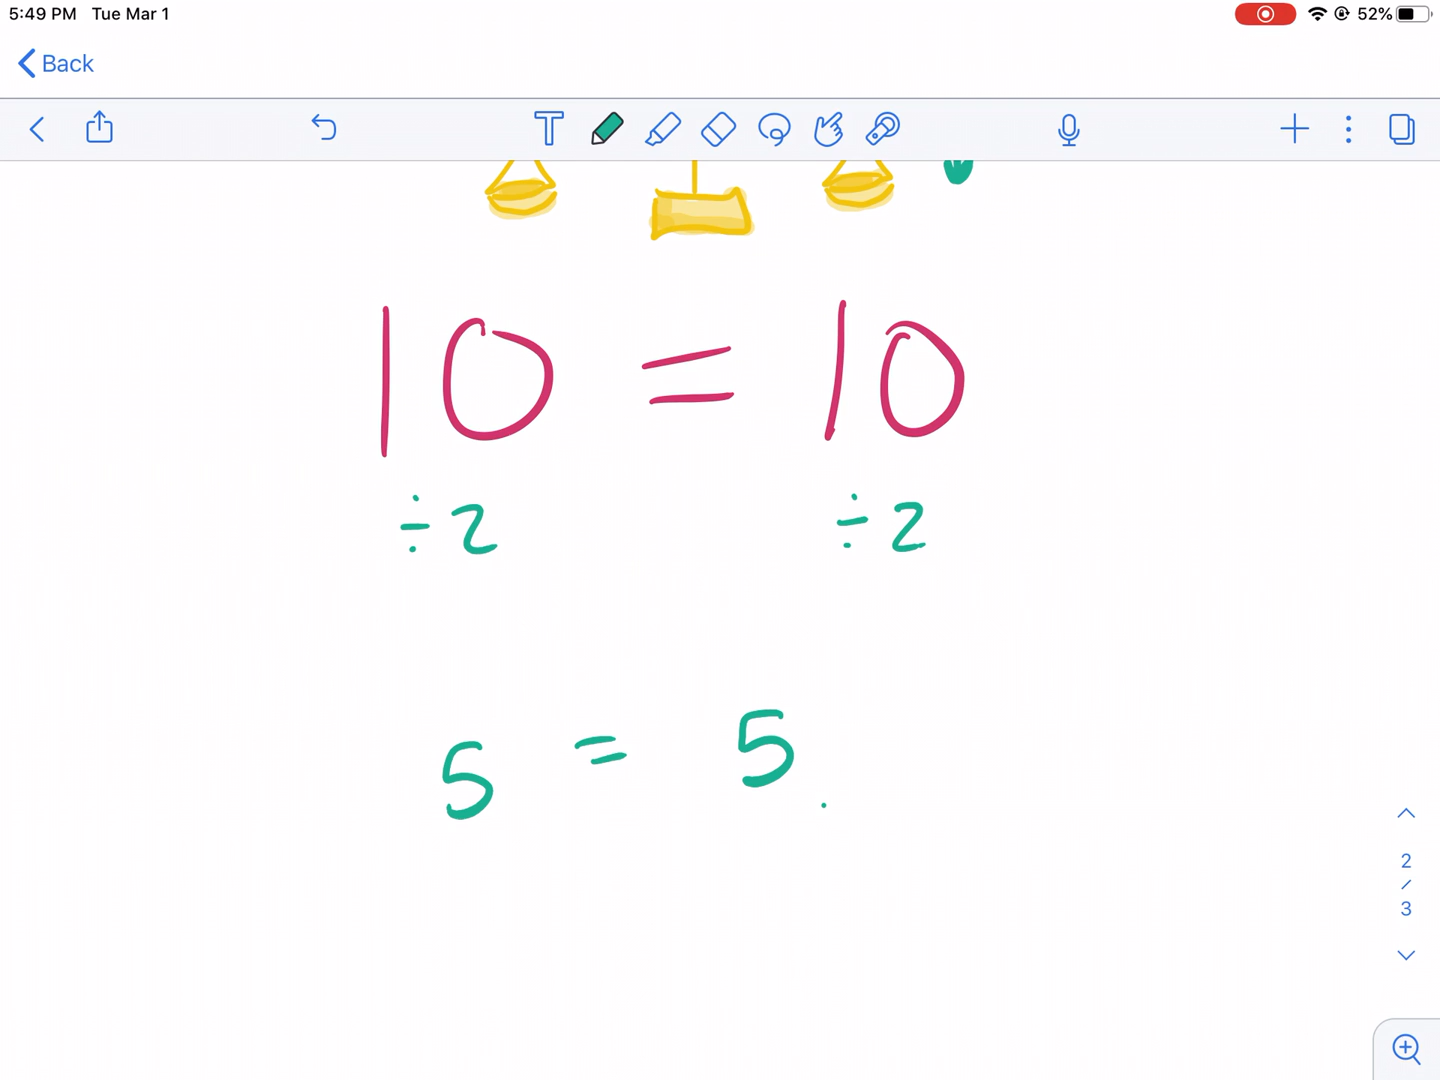 5:49 PM Tue Mar 1 52%
Back
T
10 = 10
÷ 2 ÷ 2
5 = 5.
2
/
3